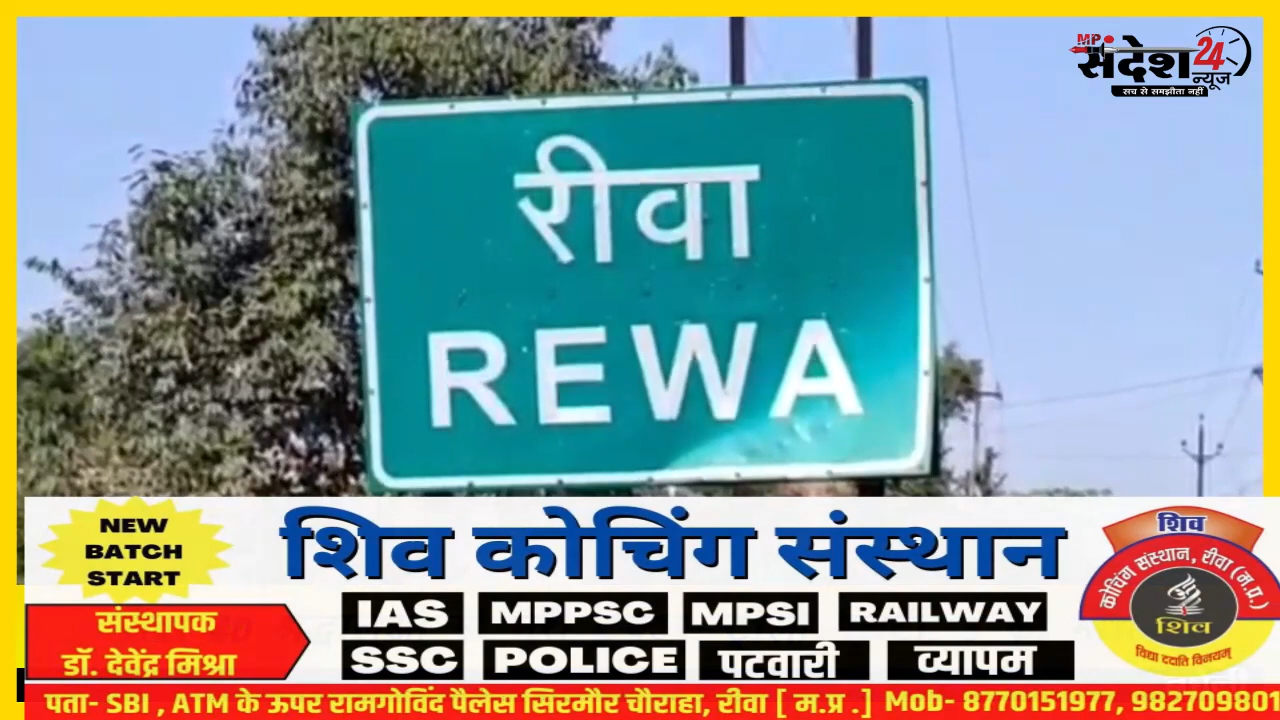 MP
संदेश 24
न्यूज
सच से समझौता नहीं
रीवा
REWA
NEW
BATCH
START
शिव कोचिंग संस्थान
संस्थापक
डॉ. देवेंद्र मिश्रा
IAS MPPSC MPSI RAILWAY
SSC POLICE पटवारी व्यापम
शिव
कोचिंग संस्थान, रीवा (म.प्र.)
शिव
विद्या ददाति विनयम्
पता- SBI , ATM के ऊपर रामगोविंद पैलेस सिरमौर चौराहा, रीवा [ म.प्र .] Mob- 8770151977, 982709801